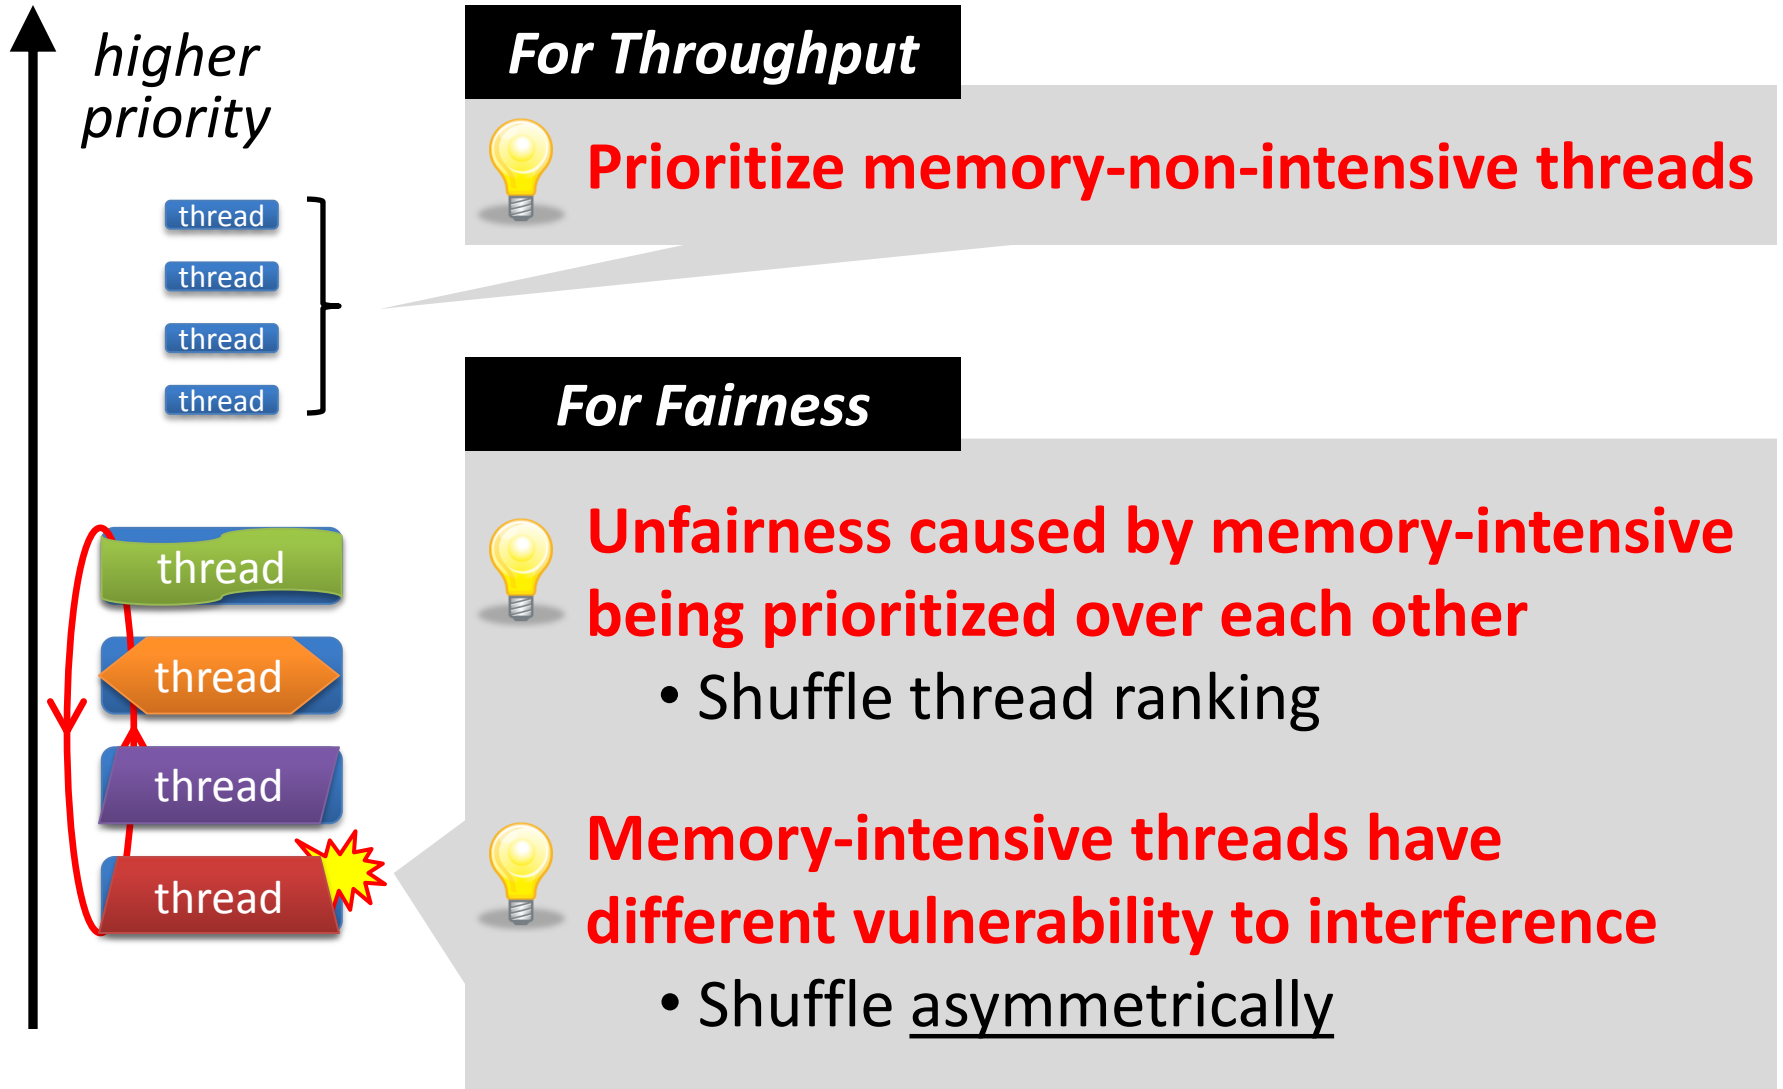 higher
priority
thread
thread
thread
thread
thread
thread
thread
thread
For Throughput
Prioritize memory-non-intensive threads
For Fairness
Unfairness caused by memory-intensive
being prioritized over each other
• Shuffle thread ranking
Memory-intensive threads have
different vulnerability to interference
• Shuffle asymmetrically